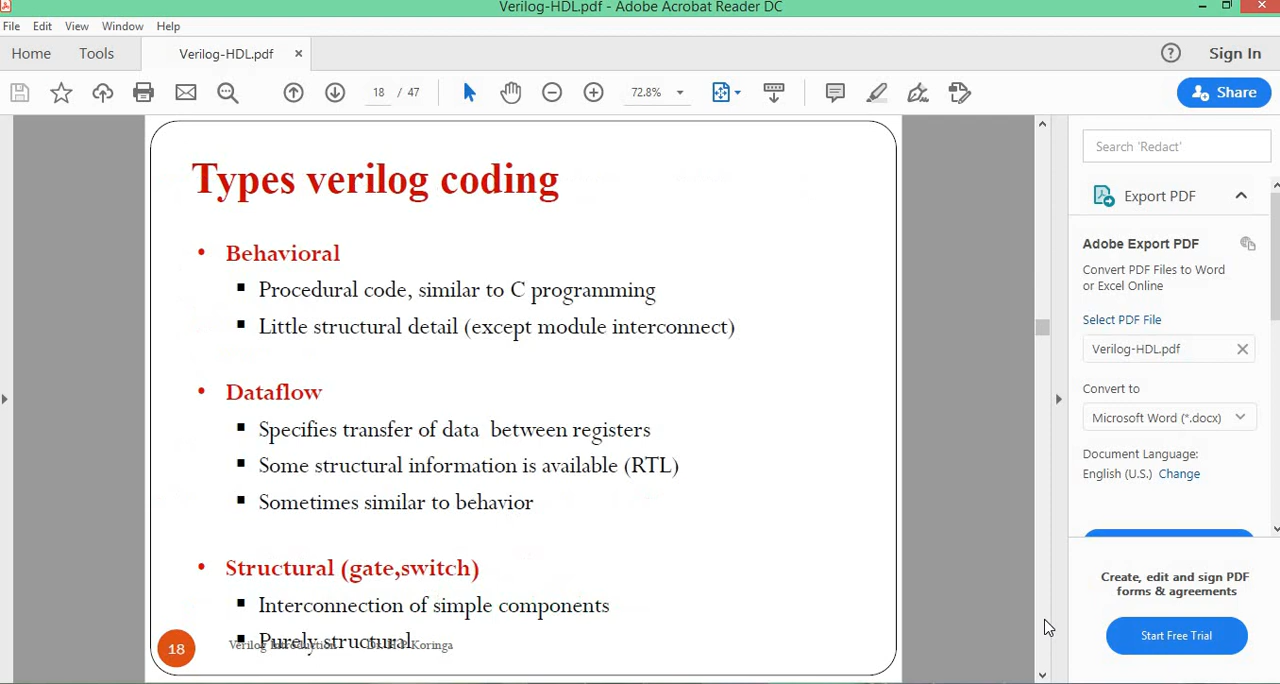 Verilog-HDL.pdf - Adobe Acrobat Reader DC
File Edit View Window Help
Home Tools Verilog-HDL.pdf × Sign In
18 / 47 72.8% Share
Types verilog coding
• Behavioral
▪ Procedural code, similar to C programming
▪ Little structural detail (except module interconnect)
• Dataflow
▪ Specifies transfer of data between registers
▪ Some structural information is available (RTL)
▪ Sometimes similar to behavior
• Structural (gate,switch)
▪ Interconnection of simple components
▪ Purely structural
18 Verilog Introduction Dr. H. P. Koringa
Search 'Redact'
Export PDF
Adobe Export PDF
Convert PDF Files to Word
or Excel Online
Select PDF File
Verilog-HDL.pdf
Convert to
Microsoft Word (*.docx)
Document Language:
English (U.S.) Change
Create, edit and sign PDF
forms & agreements
Start Free Trial